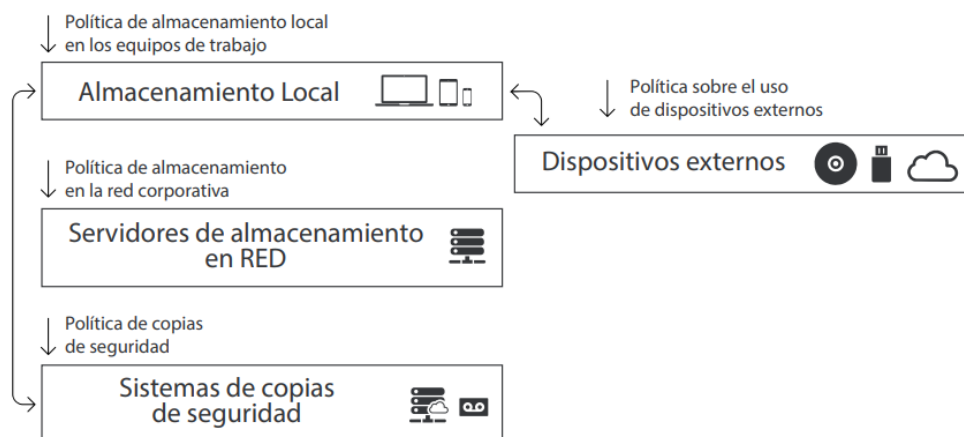 Política de almacenamiento local
en los equipos de trabajo
Almacenamiento Local
Política sobre el uso
de dispositivos externos
Dispositivos externos
Política de almacenamiento
en la red corporativa
Servidores de almacenamiento
en RED
Política de copias
de seguridad
Sistemas de copias
de seguridad